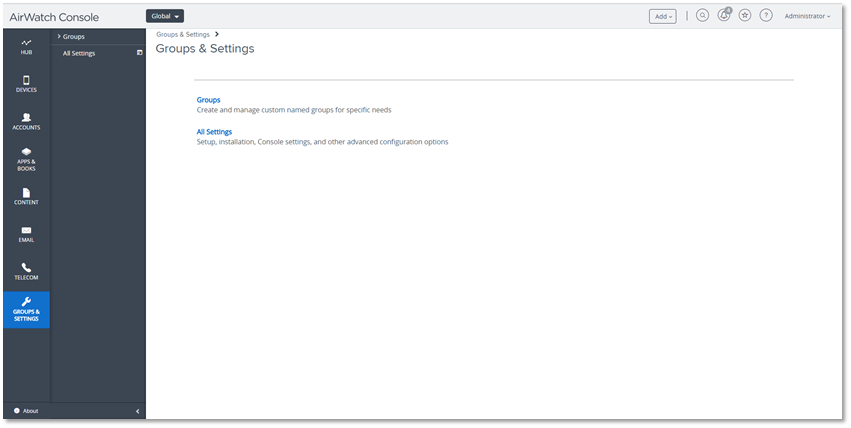 AirWatch Console
Global
Add
4
?
Administrator
HUB
DEVICES
ACCOUNTS
APPS &
BOOKS
CONTENT
EMAIL
TELECOM
GROUPS &
SETTINGS
About
Groups
All Settings
Groups & Settings
Groups & Settings
Groups
Create and manage custom named groups for specific needs
All Settings
Setup, installation, Console settings, and other advanced configuration options